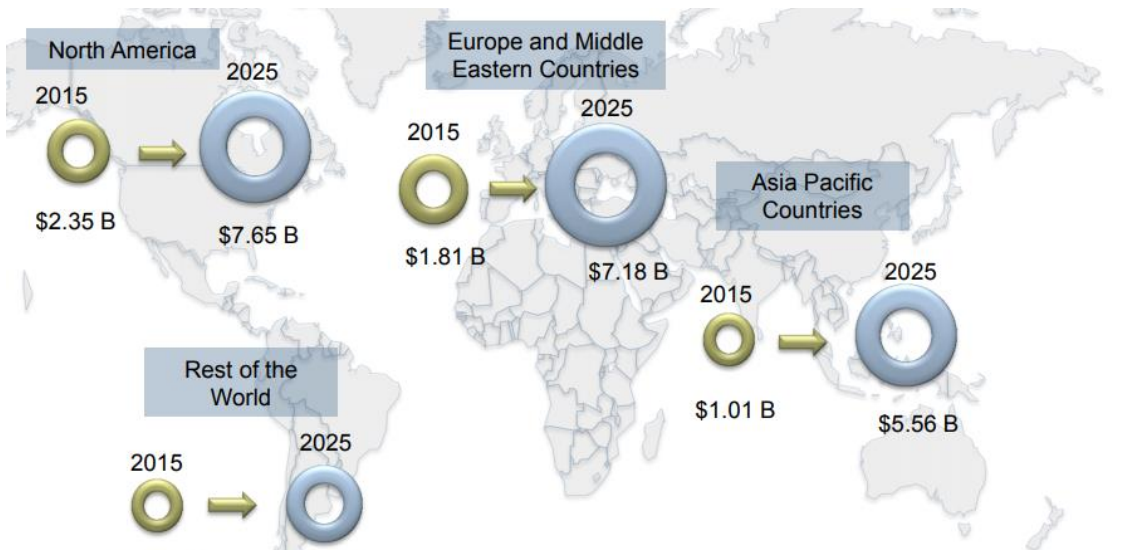 North America
2015
2025
$2.35 B
$7.65 B
Europe and Middle
Eastern Countries
2015
2025
$1.81 B
$7.18 B
Asia Pacific
Countries
2015
2025
$1.01 B
$5.56 B
Rest of the
World
2015
2025